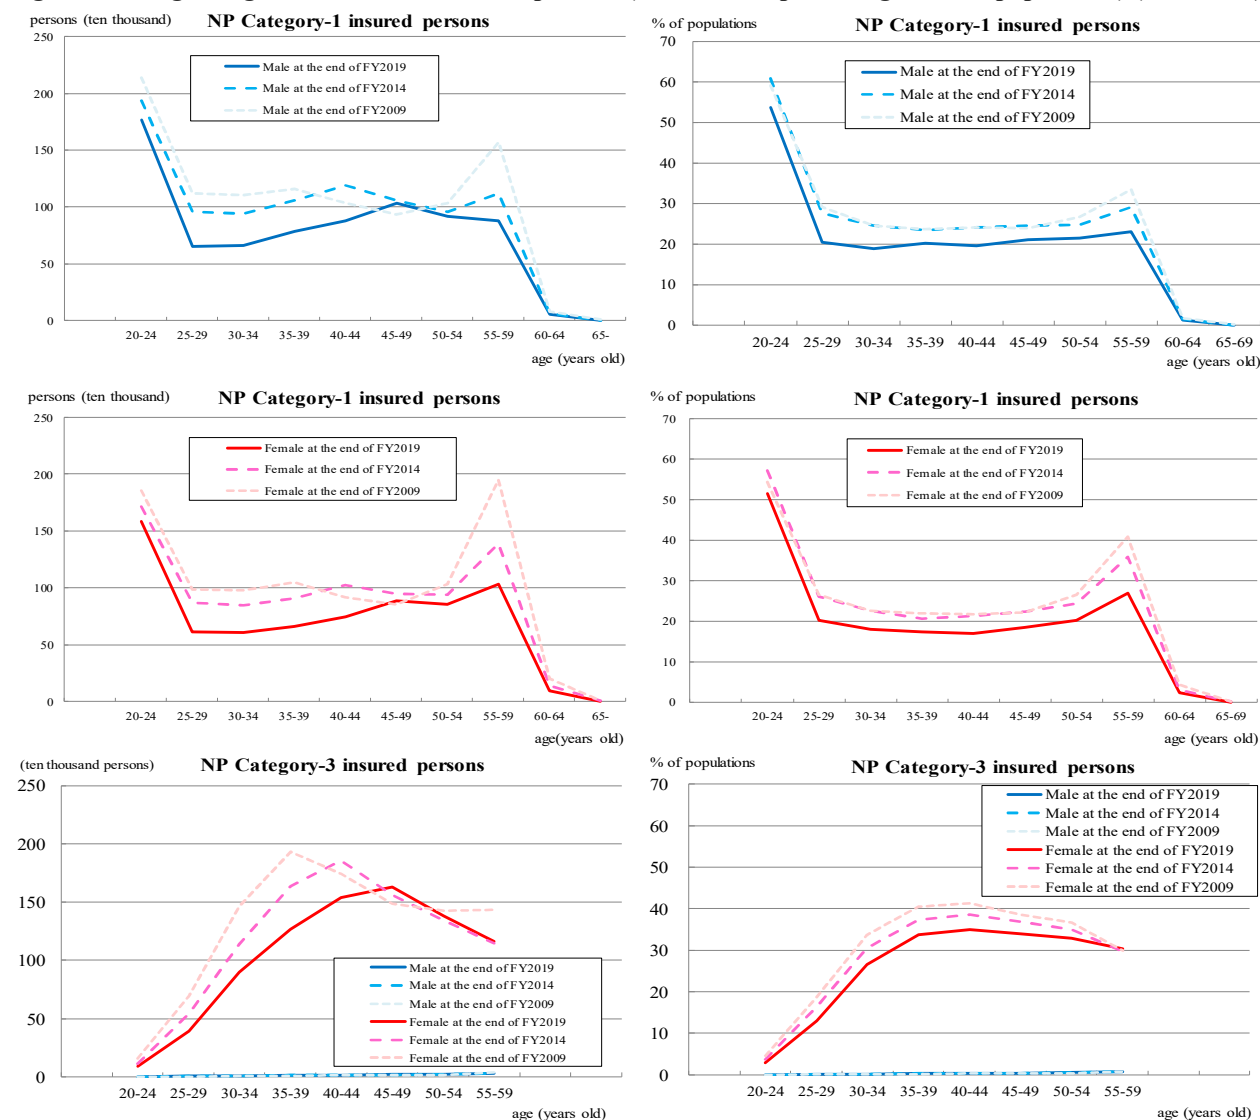 persons (ten thousand)
NP Category-1 insured persons
250
200
150
100
50
0
Male at the end of FY2019
Male at the end of FY2014
Male at the end of FY2009
20-24 25-29 30-34 35-39 40-44 45-49 50-54 55-59 60-64 65-
age (years old)
% of populations
NP Category-1 insured persons
70
60
50
40
30
20
10
0
Male at the end of FY2019
Male at the end of FY2014
Male at the end of FY2009
20-24 25-29 30-34 35-39 40-44 45-49 50-54 55-59 60-64 65-69
age (years old)
persons (ten thousand)
NP Category-1 insured persons
250
200
150
100
50
0
Female at the end of FY2019
Female at the end of FY2014
Female at the end of FY2009
20-24 25-29 30-34 35-39 40-44 45-49 50-54 55-59 60-64 65-
age(years old)
% of populations
NP Category-1 insured persons
70
60
50
40
30
20
10
0
Female at the end of FY2019
Female at the end of FY2014
Female at the end of FY2009
20-24 25-29 30-34 35-39 40-44 45-49 50-54 55-59 60-64 65-69
age (years old)
(ten thousand persons)
NP Category-3 insured persons
250
200
150
100
50
0
Male at the end of FY2019
Male at the end of FY2014
Male at the end of FY2009
Female at the end of FY2019
Female at the end of FY2014
Female at the end of FY2009
20-24 25-29 30-34 35-39 40-44 45-49 50-54 55-59
age (years old)
% of populations
NP Category-3 insured persons
70
60
50
40
30
20
10
0
Male at the end of FY2019
Male at the end of FY2014
Male at the end of FY2009
Female at the end of FY2019
Female at the end of FY2014
Female at the end of FY2009
20-24 25-29 30-34 35-39 40-44 45-49 50-54 55-59
age (years old)